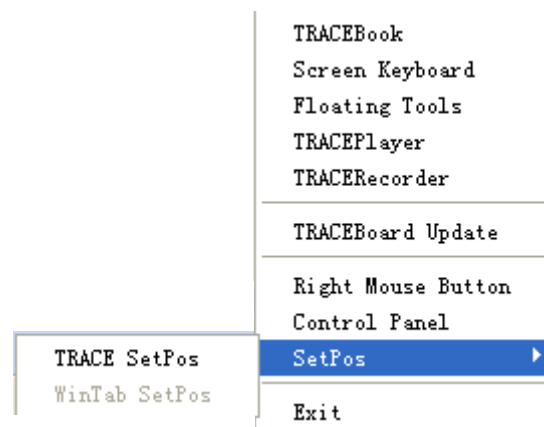 TRACEBook
Screen Keyboard
Floating Tools
TRACEPlayer
TRACERecorder
TRACEBoard Update
Right Mouse Button
Control Panel
SetPos
TRACE SetPos
WinTab SetPos
Exit